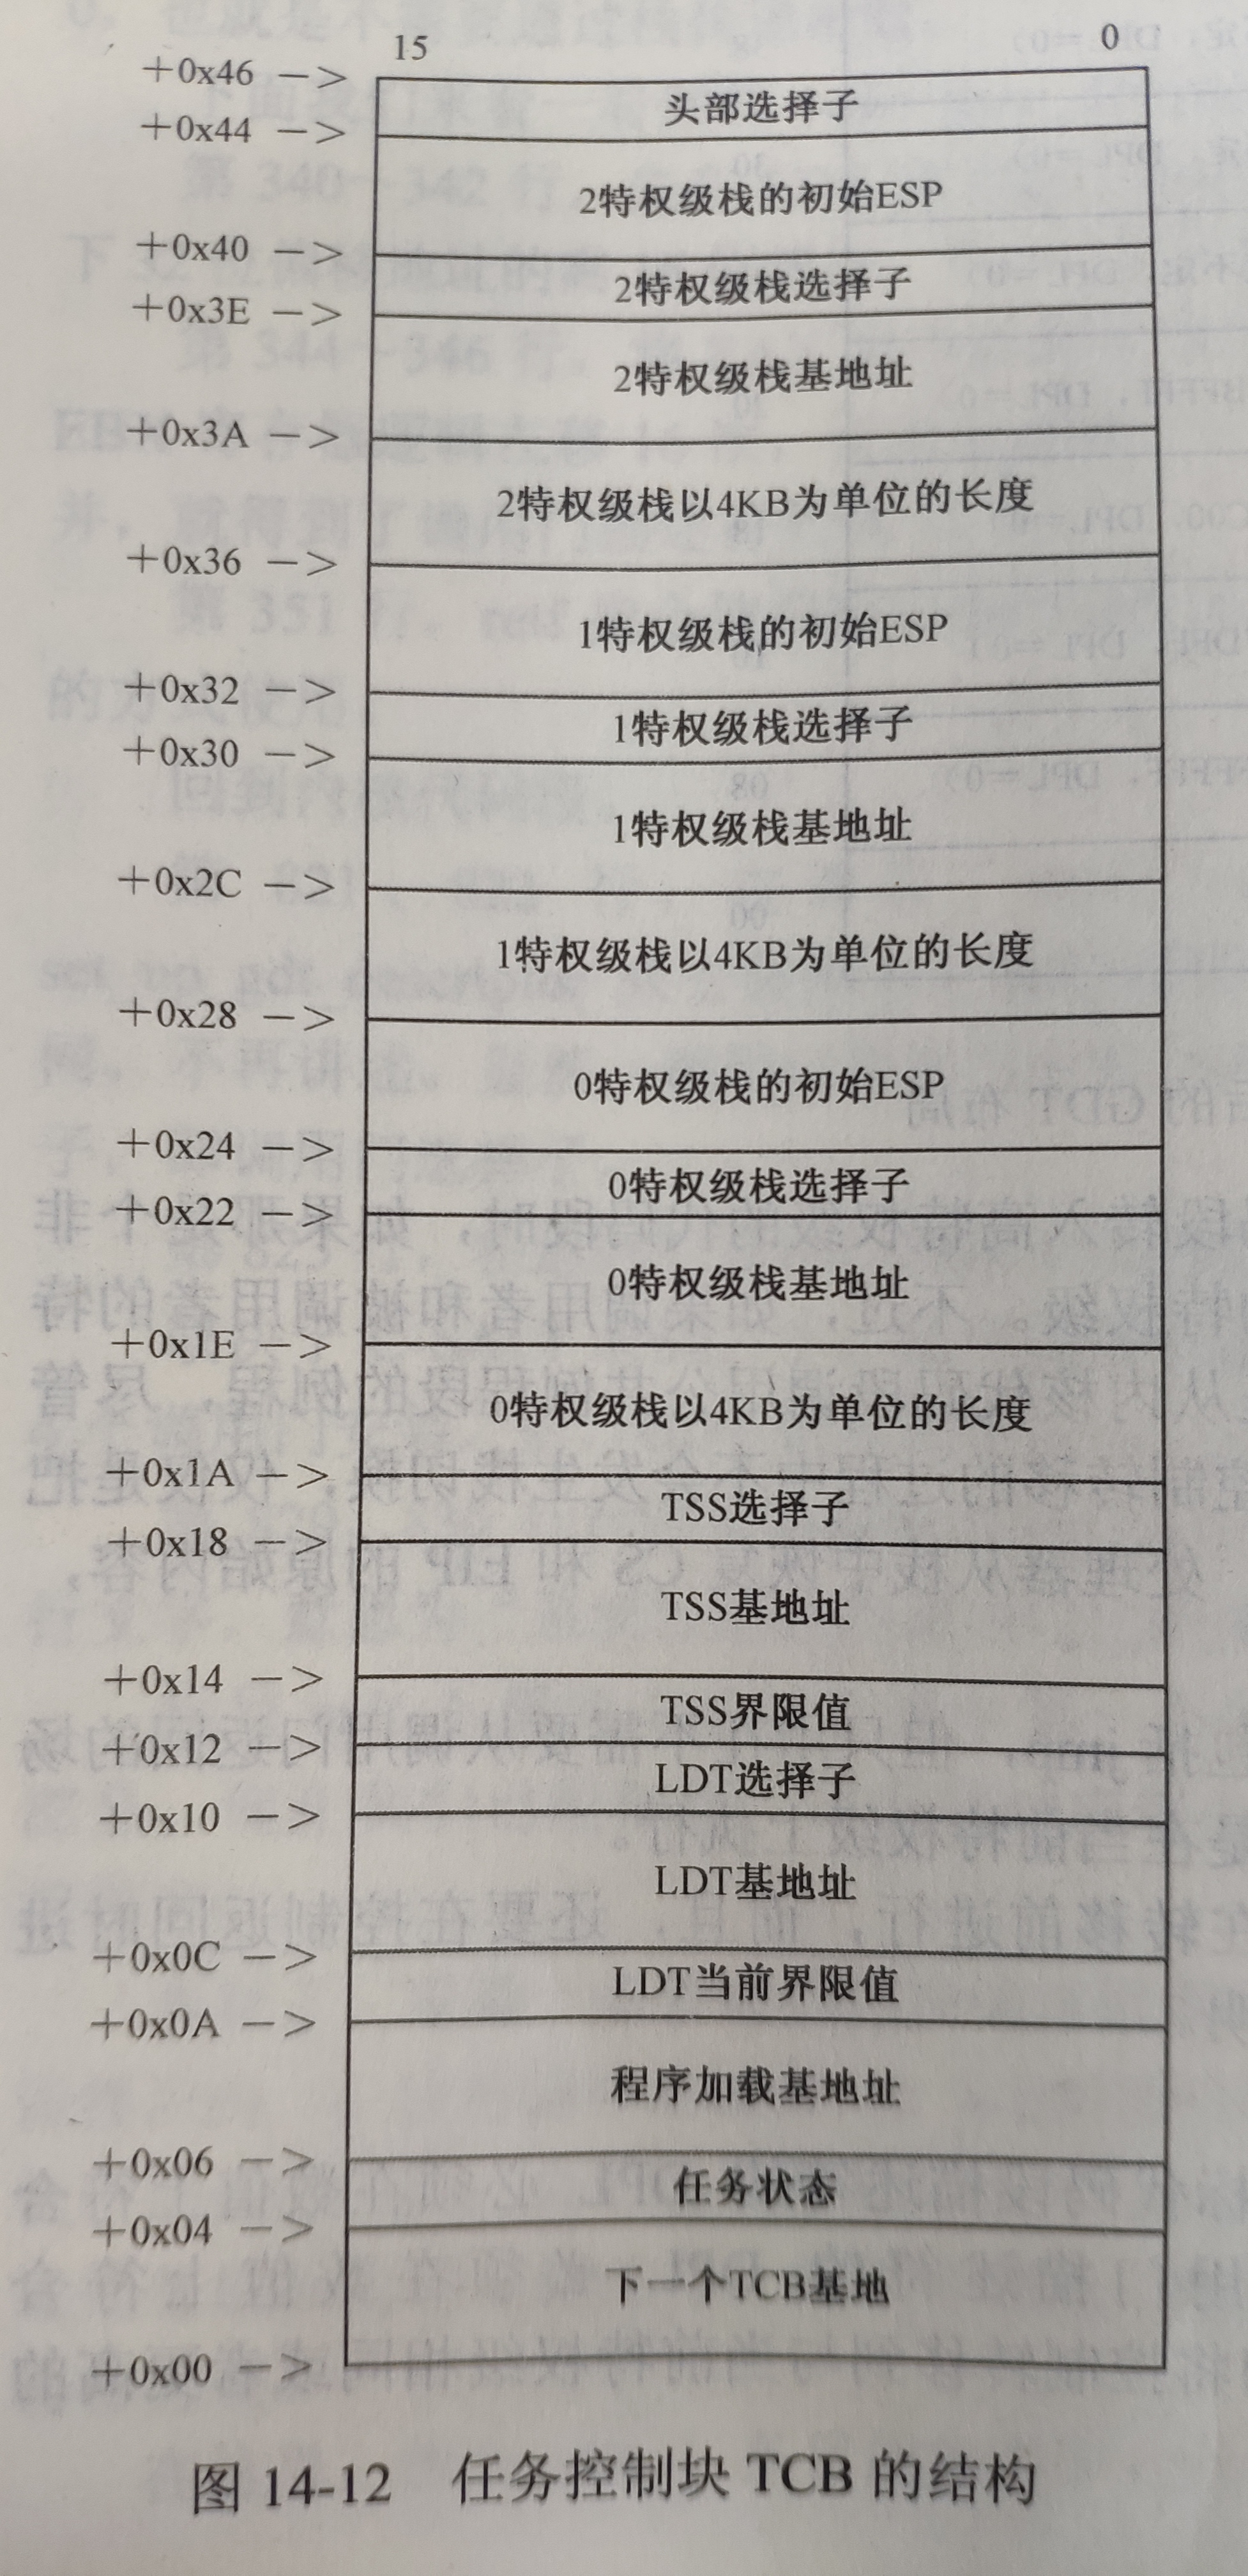 15 0
+0x46 —>
头部选择子
+0x44 —>
2特权级栈的初始ESP
+0x40 —>
2特权级栈选择子
+0x3E —>
2特权级栈基地址
+0x3A —>
2特权级栈以4KB为单位的长度
+0x36 —>
1特权级栈的初始ESP
+0x32 —>
1特权级栈选择子
+0x30 —>
1特权级栈基地址
+0x2C —>
1特权级栈以4KB为单位的长度
+0x28 —>
0特权级栈的初始ESP
+0x24 —>
0特权级栈选择子
+0x22 —>
0特权级栈基地址
+0x1E —>
0特权级栈以4KB为单位的长度
+0x1A —>
TSS选择子
+0x18 —>
TSS基地址
+0x14 —>
TSS界限值
+0x12 —>
LDT选择子
+0x10 —>
LDT基地址
+0x0C —>
LDT当前界限值
+0x0A —>
程序加载基地址
+0x06 —>
任务状态
+0x04 —>
下一个TCB基地
+0x00 —>
图 14-12 任务控制块 TCB 的结构